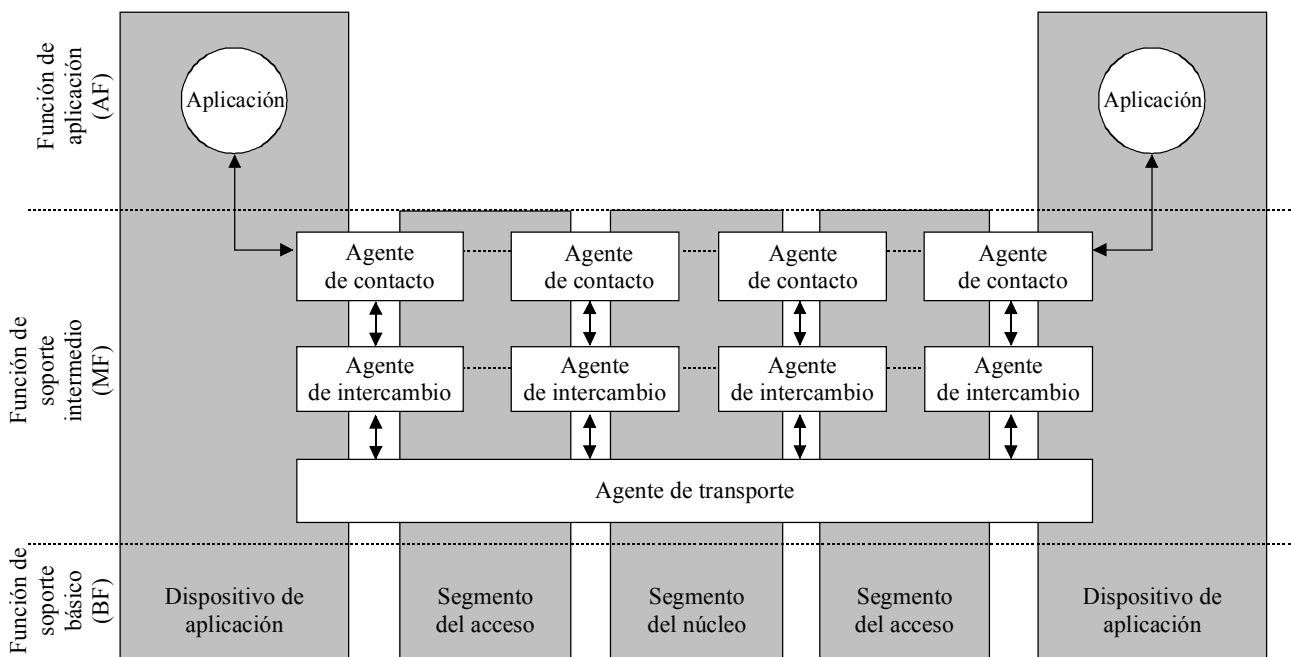 Función de
aplicación
(AF)
Aplicación
Aplicación
Función de
soporte
intermedio
(MF)
Agente
de contacto
Agente
de contacto
Agente
de contacto
Agente
de contacto
Agente
de intercambio
Agente
de intercambio
Agente
de intercambio
Agente
de intercambio
Agente de transporte
Función de
soporte
básico
(BF)
Dispositivo de
aplicación
Segmento
del acceso
Segmento
del núcleo
Segmento
del acceso
Dispositivo de
aplicación